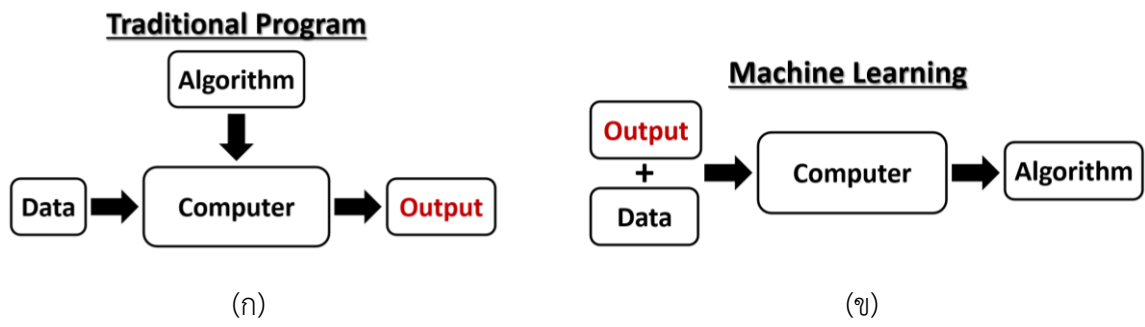 Traditional Program
Algorithm
Data
Computer
Output
(ก)
Machine Learning
Output
+
Data
Computer
Algorithm
(ข)